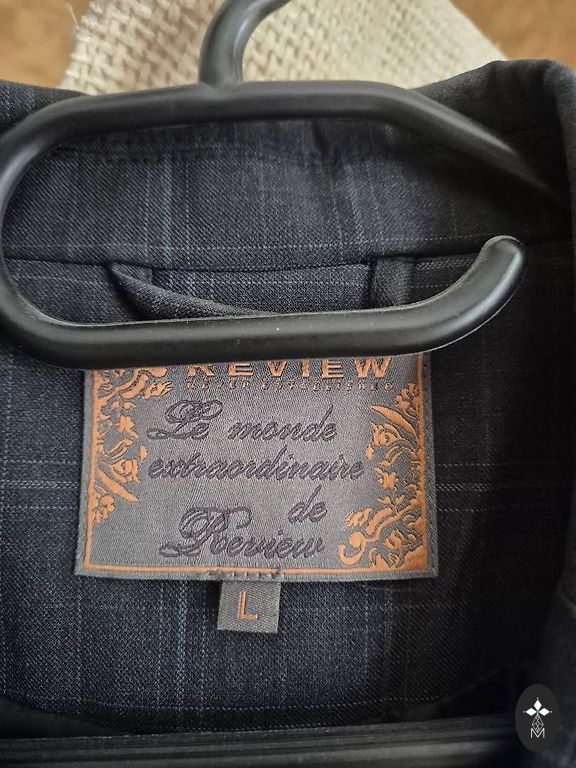 REVIEW
Le monde
extraordinaire
de
Review
L
M